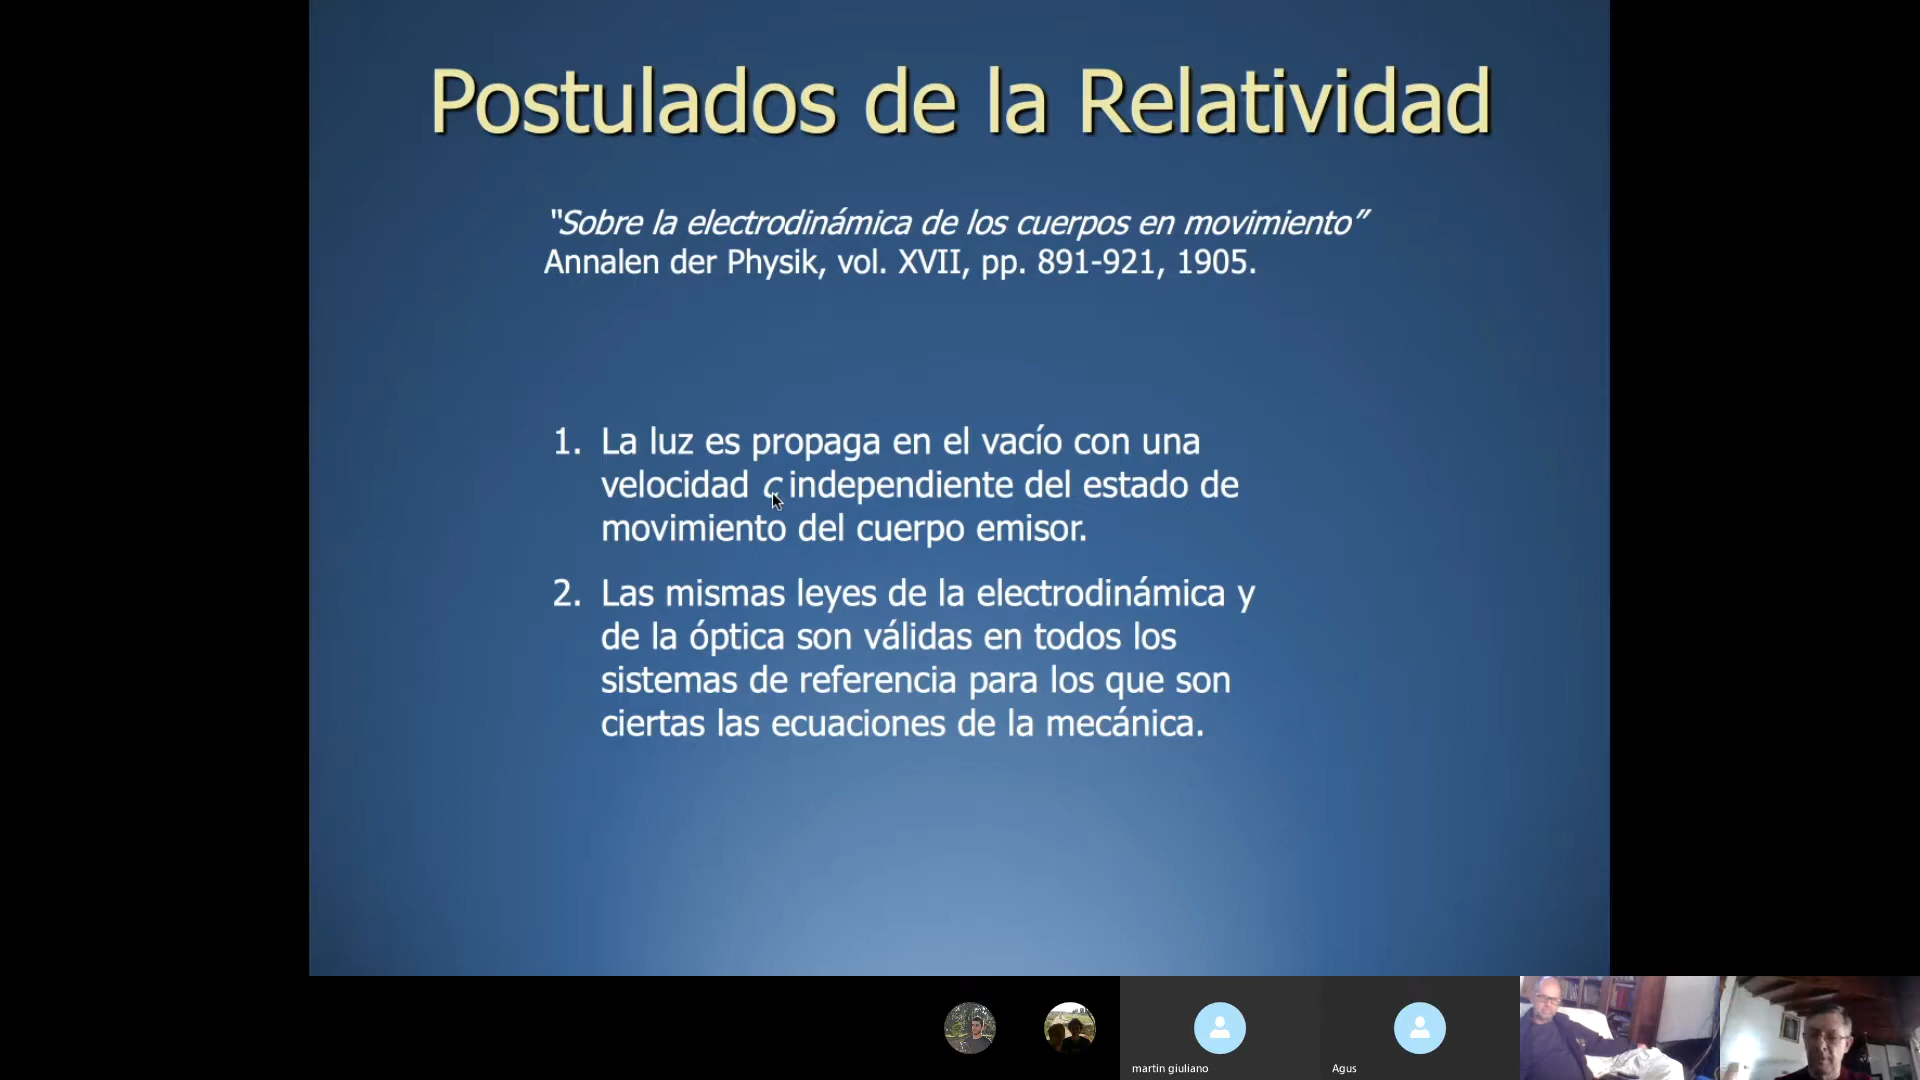 Postulados de la Relatividad
“Sobre la electrodinámica de los cuerpos en movimiento”
Annalen der Physik, vol. XVII, pp. 891-921, 1905.
1. La luz es propaga en el vacío con una
velocidad c independiente del estado de
movimiento del cuerpo emisor.
2. Las mismas leyes de la electrodinámica y
de la óptica son válidas en todos los
sistemas de referencia para los que son
ciertas las ecuaciones de la mecánica.
martin giuliano
Agus